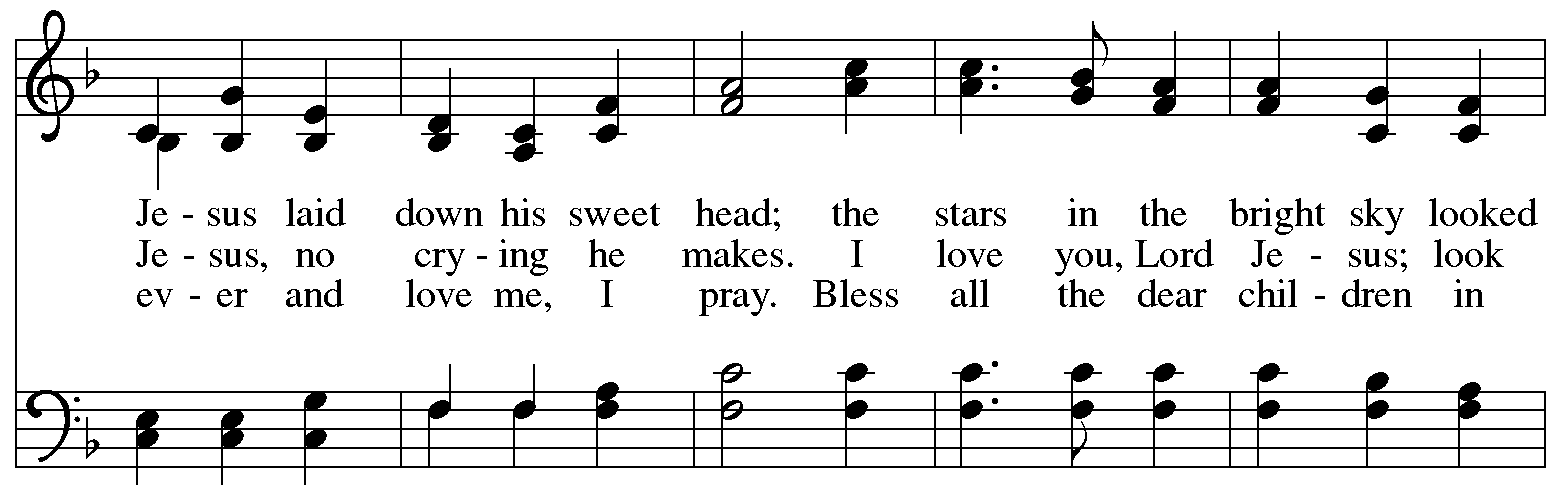 Je - sus laid down his sweet head; the stars in the bright sky looked
Je - sus, no cry - ing he makes. I love you, Lord Je - sus; look
ev - er and love me, I pray. Bless all the dear chil - dren in